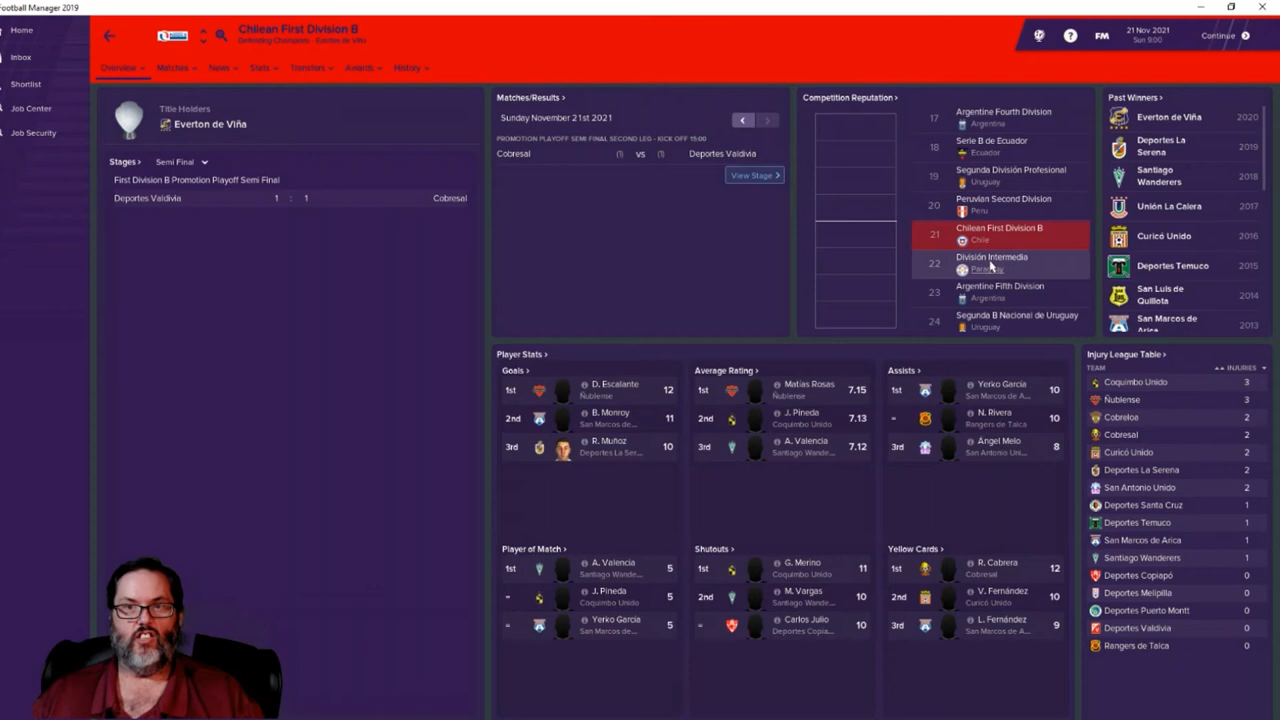 Football Manager 2019
Home
Inbox
Shortlist
Job Center
Job Security
Chilean First Division B
Defending Champions - Everton de Viña
21 Nov 2021
Sun 9:00
FM
Continue
Overview
Matches
News
Stats
Transfers
Awards
History
Title Holders
Everton de Viña
Stages
Semi Final
First Division B Promotion Playoff Semi Final
Deportes Valdivia 1 : 1 Cobresal
Matches/Results
Sunday November 21st 2021
PROMOTION PLAYOFF SEMI FINAL SECOND LEG - KICK OFF 15:00
Cobresal (1) vs (1) Deportes Valdivia
View Stage
Competition Reputation
17 Argentine Fourth Division
Argentina
18 Serie B de Ecuador
Ecuador
19 Segunda División Profesional
Uruguay
20 Peruvian Second Division
Peru
21 Chilean First Division B
Chile
22 División Intermedia
Paraguay
23 Argentine Fifth Division
Argentina
24 Segunda B Nacional de Uruguay
Uruguay
Past Winners
Everton de Viña 2020
Deportes La
Serena 2019
Santiago
Wanderers 2018
Unión La Calera 2017
Curicó Unido 2016
Deportes Temuco 2015
San Luis de
Quillota 2014
San Marcos de
Arica 2013
Player Stats
Goals
1st D. Escalante 12
Ñublense
2nd B. Monroy 11
San Marcos de...
3rd R. Muñoz 10
Deportes La Ser...
Average Rating
1st Matías Rosas 7.15
Ñublense
2nd J. Pineda 7.13
Coquimbo Unido
3rd A. Valencia 7.12
Santiago Wande...
Assists
1st Yerko García 10
San Marcos de A...
= N. Rivera 10
Rangers de Talca
3rd Ángel Melo 8
San Antonio Uni...
Player of Match
1st A. Valencia 5
Santiago Wande...
= J. Pineda 5
Coquimbo Unido
= Yerko García 5
San Marcos de...
Shutouts
1st G. Merino 11
Coquimbo Unido
2nd M. Vargas 10
Santiago Wande...
= Carlos Julio 10
Deportes Copia...
Yellow Cards
1st R. Cabrera 12
Cobresal
2nd V. Fernández 10
Curicó Unido
3rd L. Fernández 9
San Marcos de A...
Injury League Table
TEAM INJURIES
Coquimbo Unido 3
Ñublense 3
Cobreloa 2
Cobresal 2
Curicó Unido 2
Deportes La Serena 2
San Antonio Unido 2
Deportes Santa Cruz 1
Deportes Temuco 1
San Marcos de Arica 1
Santiago Wanderers 1
Deportes Copiapó 0
Deportes Melipilla 0
Deportes Puerto Montt 0
Deportes Valdivia 0
Rangers de Talca 0